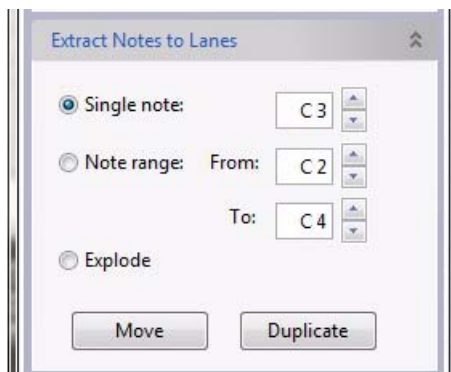 Extract Notes to Lanes
Single note: C 3
Note range: From: C 2
To: C 4
Explode
Move Duplicate